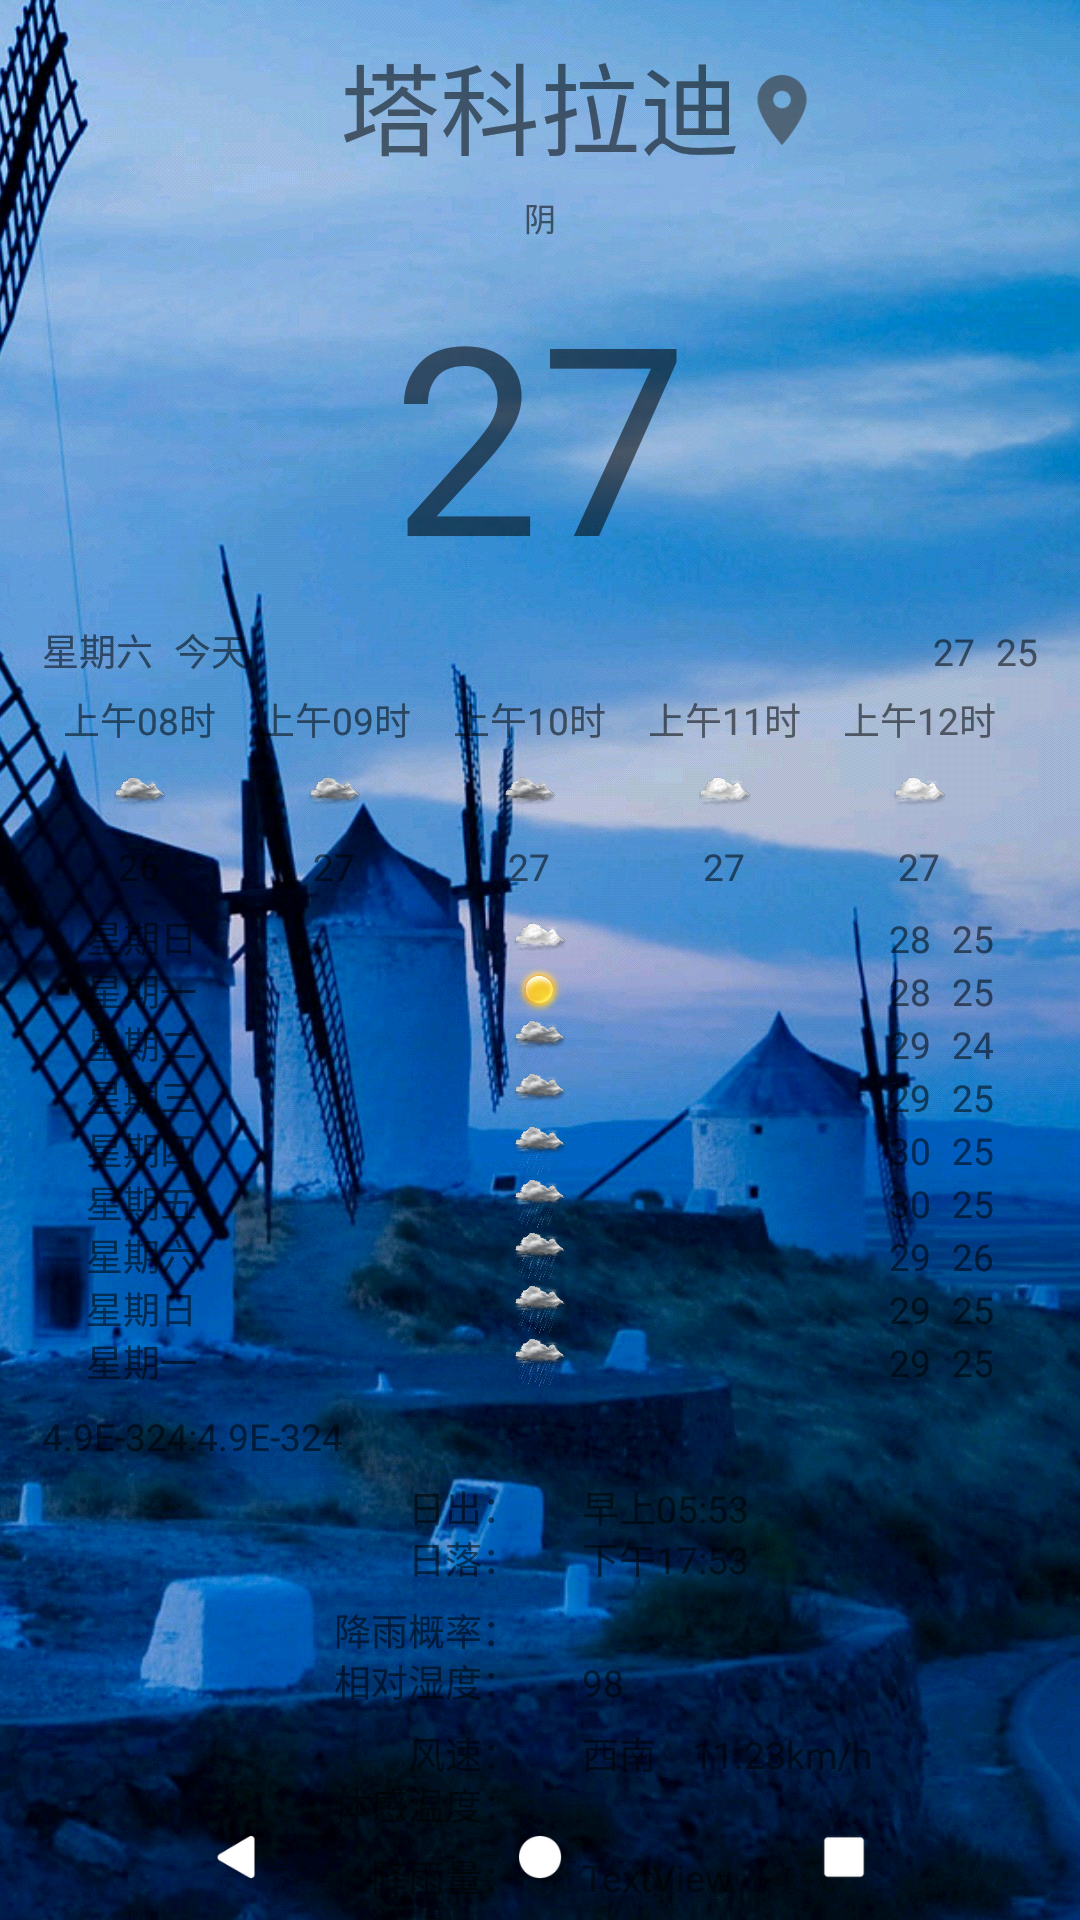 塔科拉迪
阴
27
星期六 今天 27 25
上午08时 上午09时 上午10时 上午11时 上午12时
26 27 27 27 27
星期日 28 25
星期一 28 25
星期二 29 24
星期三 29 25
星期四 30 25
星期五 30 25
星期六 29 26
星期日 29 25
星期一 29 25
4.9E-324:4.9E-324
日出: 早上05:53
日落: 下午17:53
降雨概率:
相对湿度: 98
风速: 西南 11.23km/h
体感温度:
降雨量: TextView